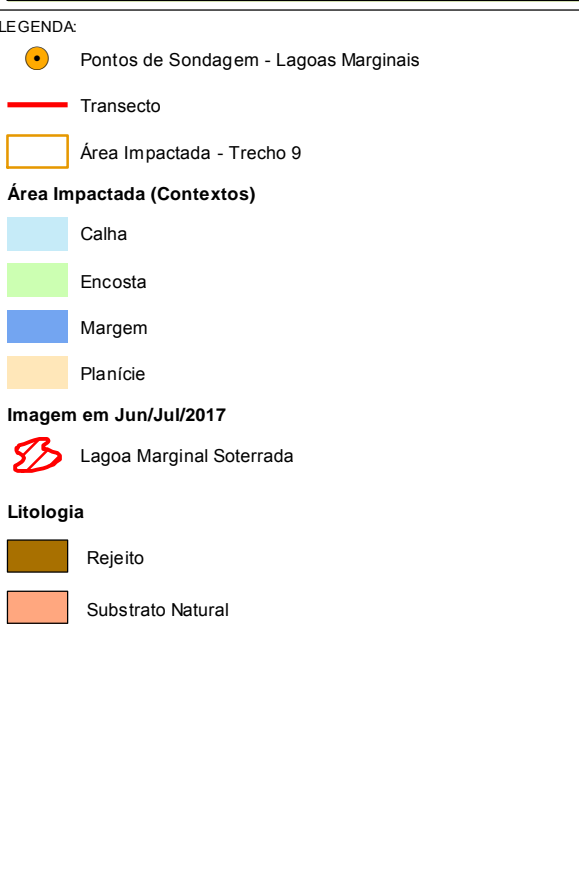 LEGENDA:
Pontos de Sondagem - Lagoas Marginais
Transecto
Área Impactada - Trecho 9
Área Impactada (Contextos)
Calha
Encosta
Margem
Planície
Imagem em Jun/Jul/2017
Lagoa Marginal Soterrada
Litologia
Rejeito
Substrato Natural